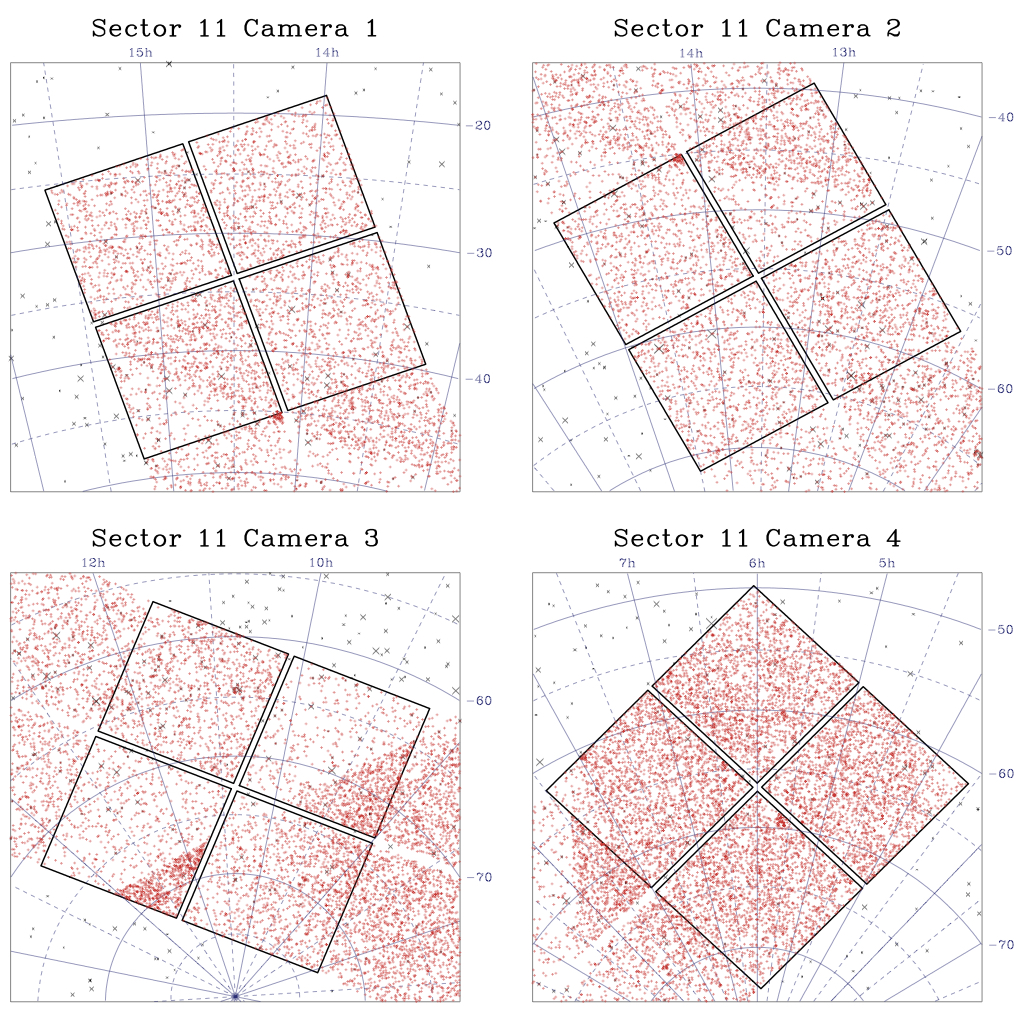 Sector 11 Camera 1
15h 14h
-20
-30
-40
Sector 11 Camera 2
14h 13h
-40
-50
-60
Sector 11 Camera 3
12h 10h
-60
-70
Sector 11 Camera 4
7h 6h 5h
-50
-60
-70